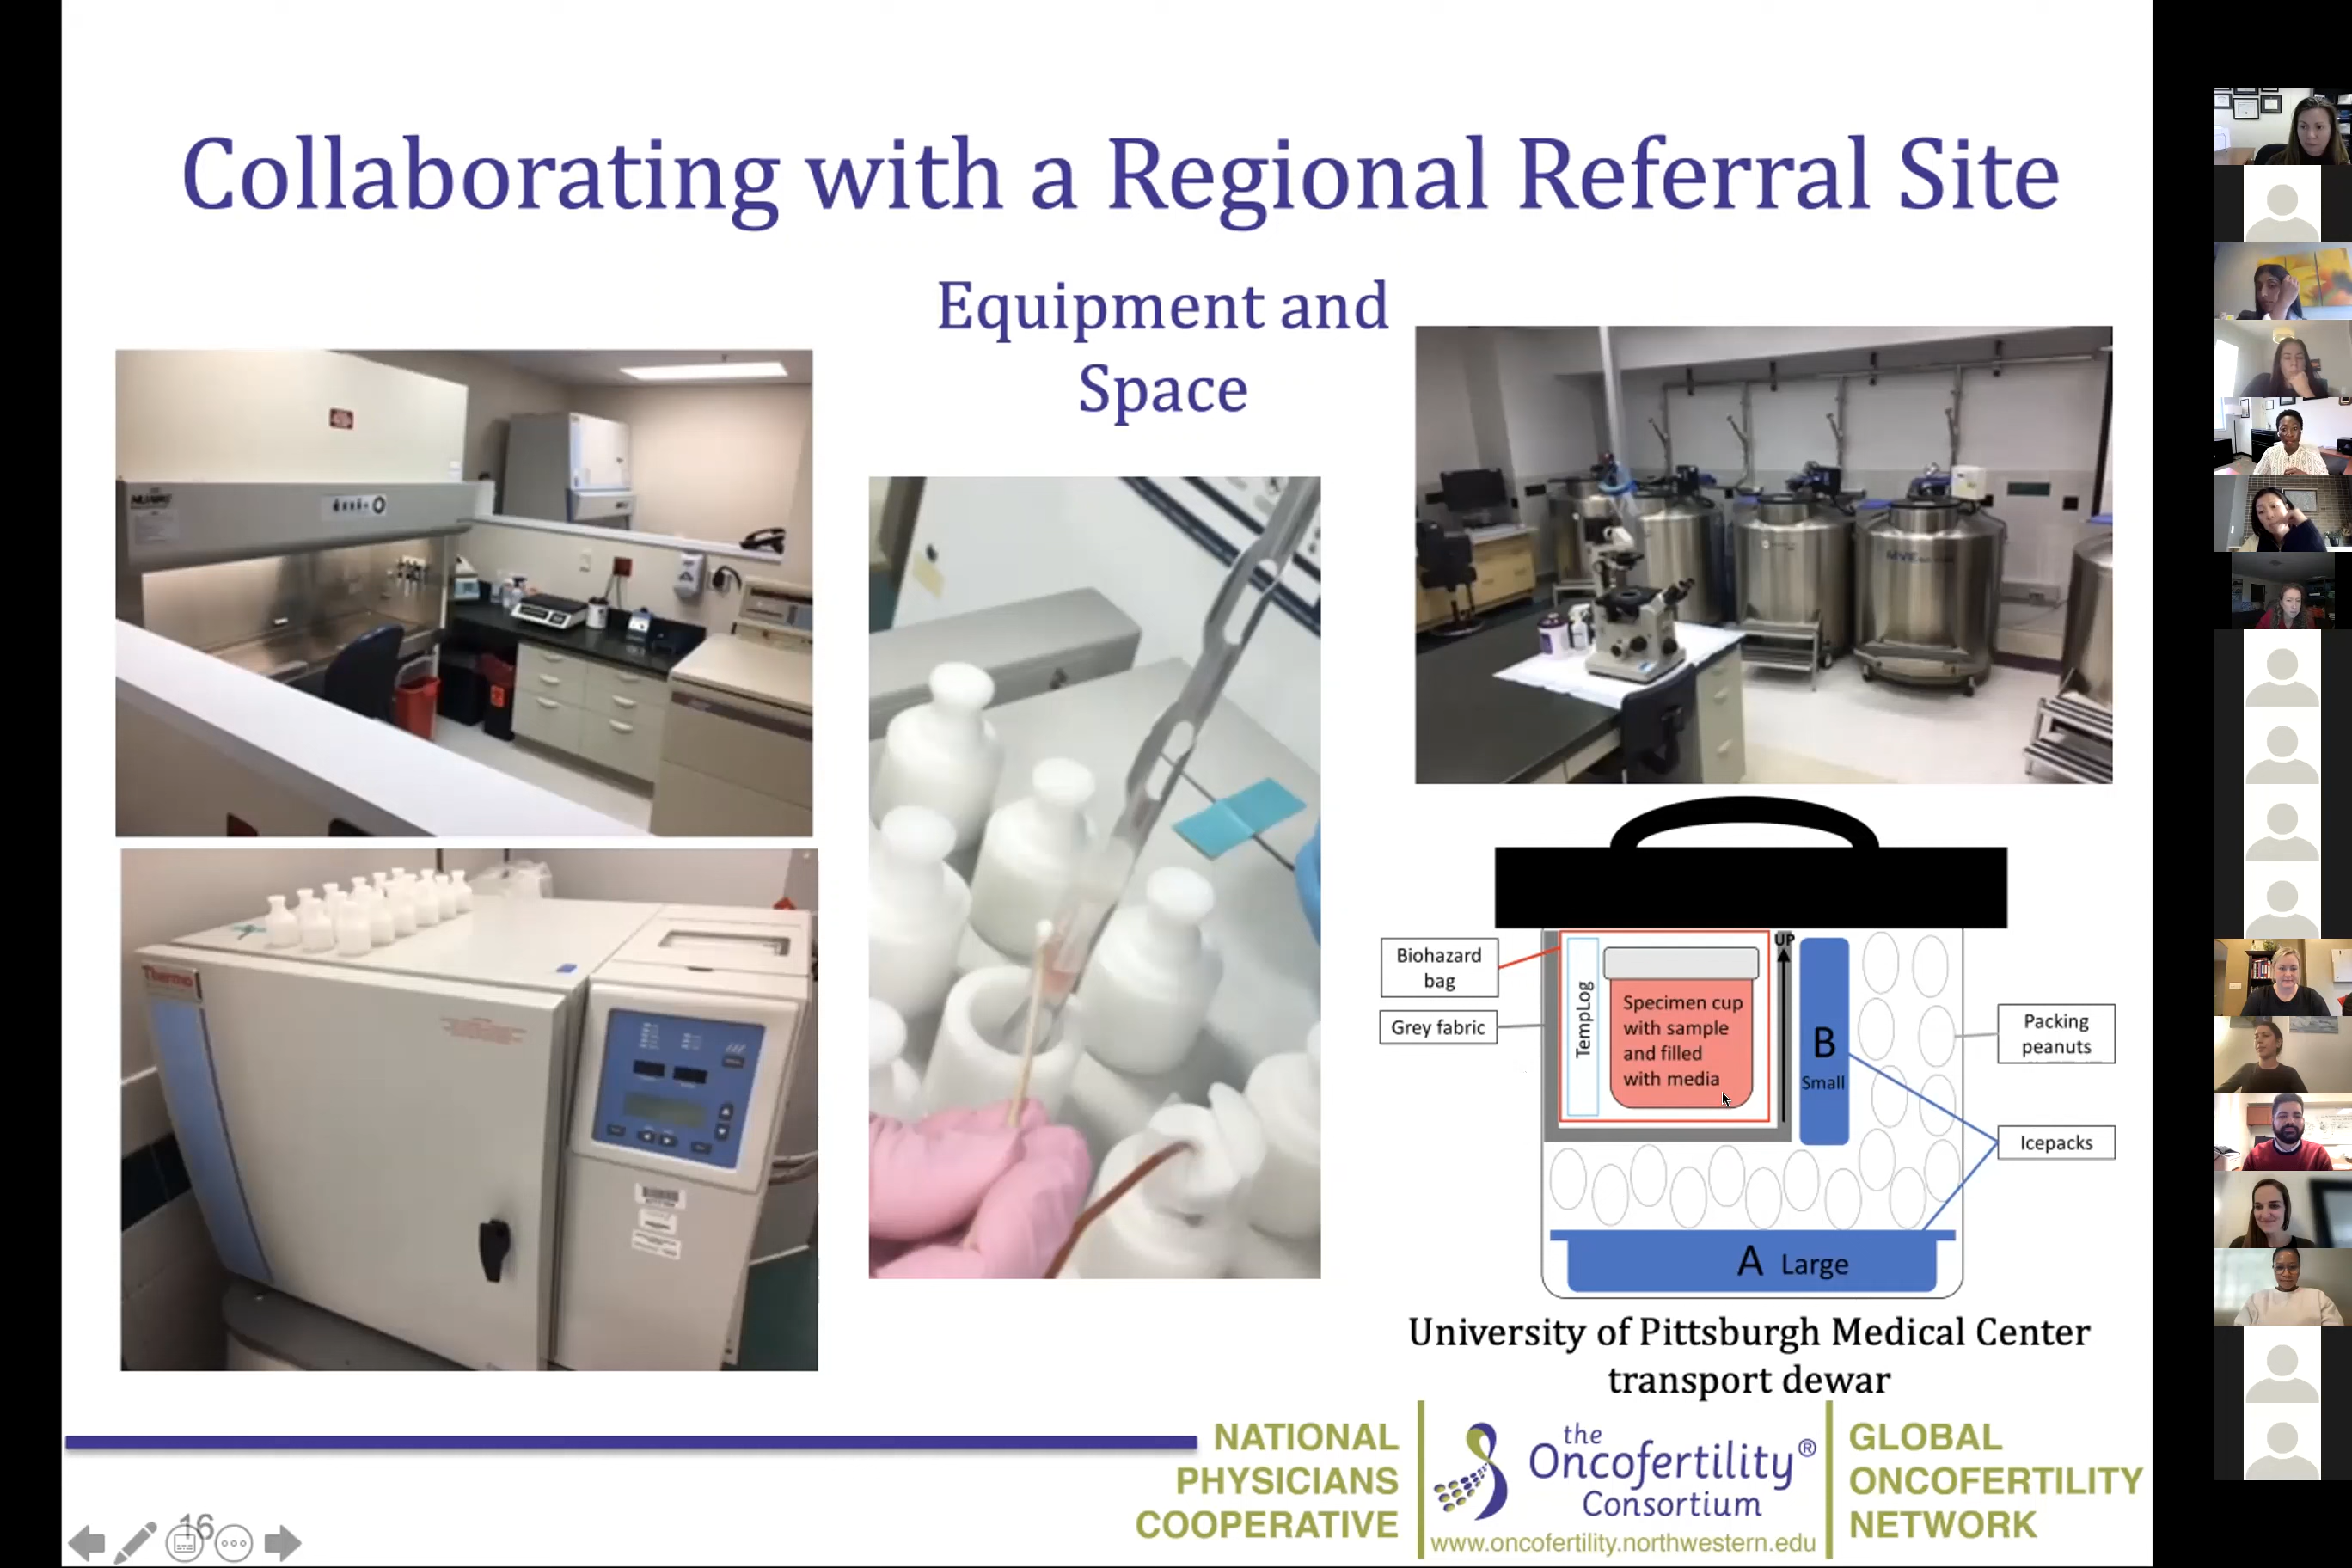 Collaborating with a Regional Referral Site
Equipment and
Space
NUAIRE
MVE
Thermo
Biohazard
bag
Grey fabric
TempLog
Specimen cup
with sample
and filled
with media
UP
B
Small
Packing
peanuts
Icepacks
A Large
University of Pittsburgh Medical Center
transport dewar
NATIONAL
PHYSICIANS
COOPERATIVE
the
Oncofertility®
Consortium
www.oncofertility.northwestern.edu
GLOBAL
ONCOFERTILITY
NETWORK
16